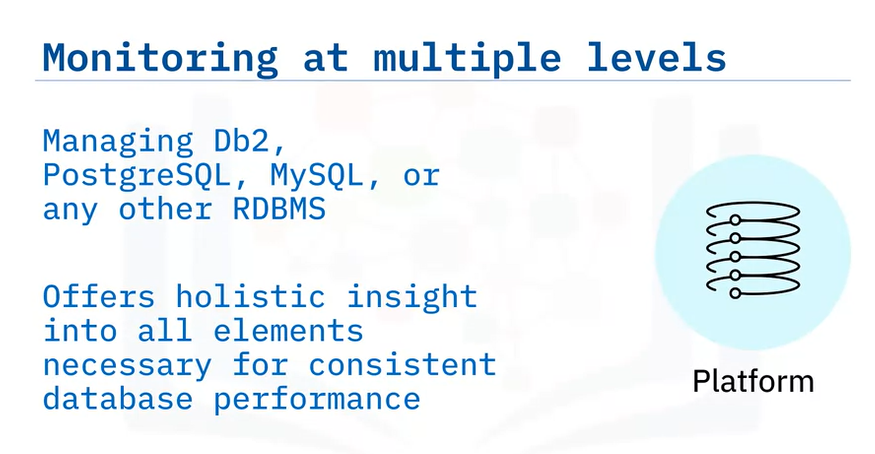 Monitoring at multiple levels
Managing Db2,
PostgreSQL, MySQL, or
any other RDBMS
Offers holistic insight
into all elements
necessary for consistent
database performance
Platform